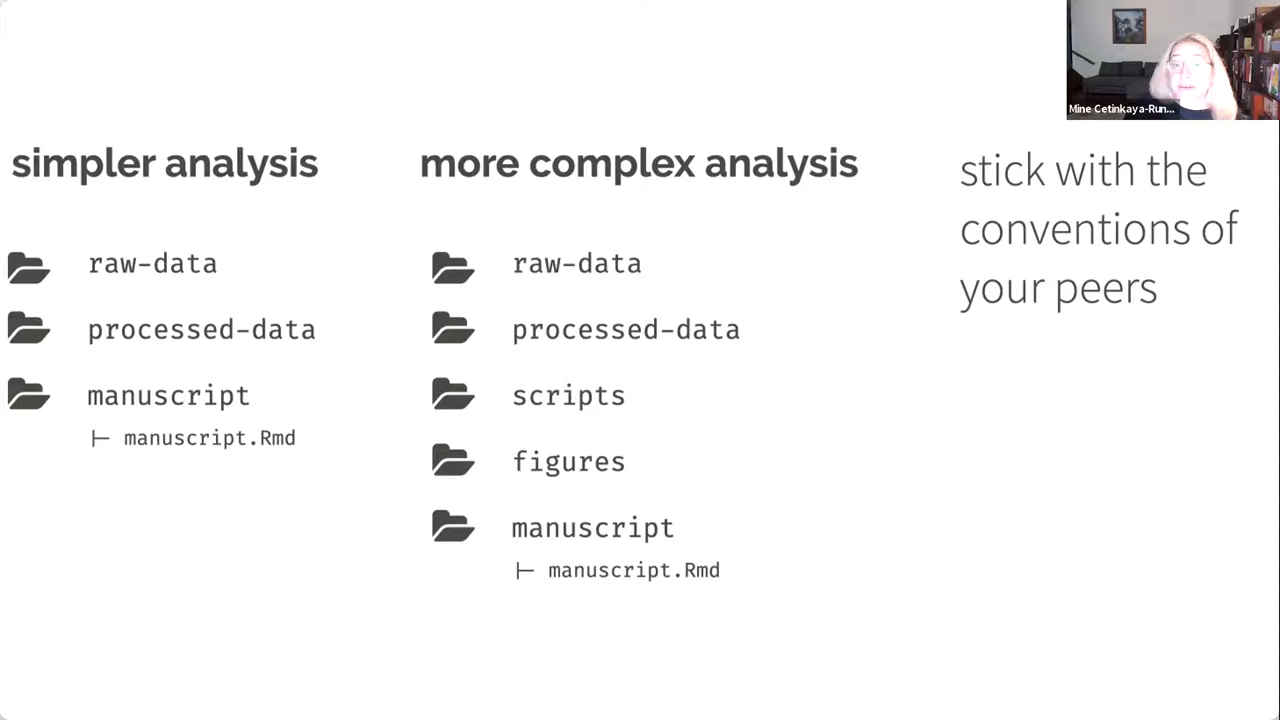 Mine Cetinkaya-Run...
simpler analysis
raw-data
processed-data
manuscript
├─ manuscript.Rmd
more complex analysis
raw-data
processed-data
scripts
figures
manuscript
├─ manuscript.Rmd
stick with the
conventions of
your peers